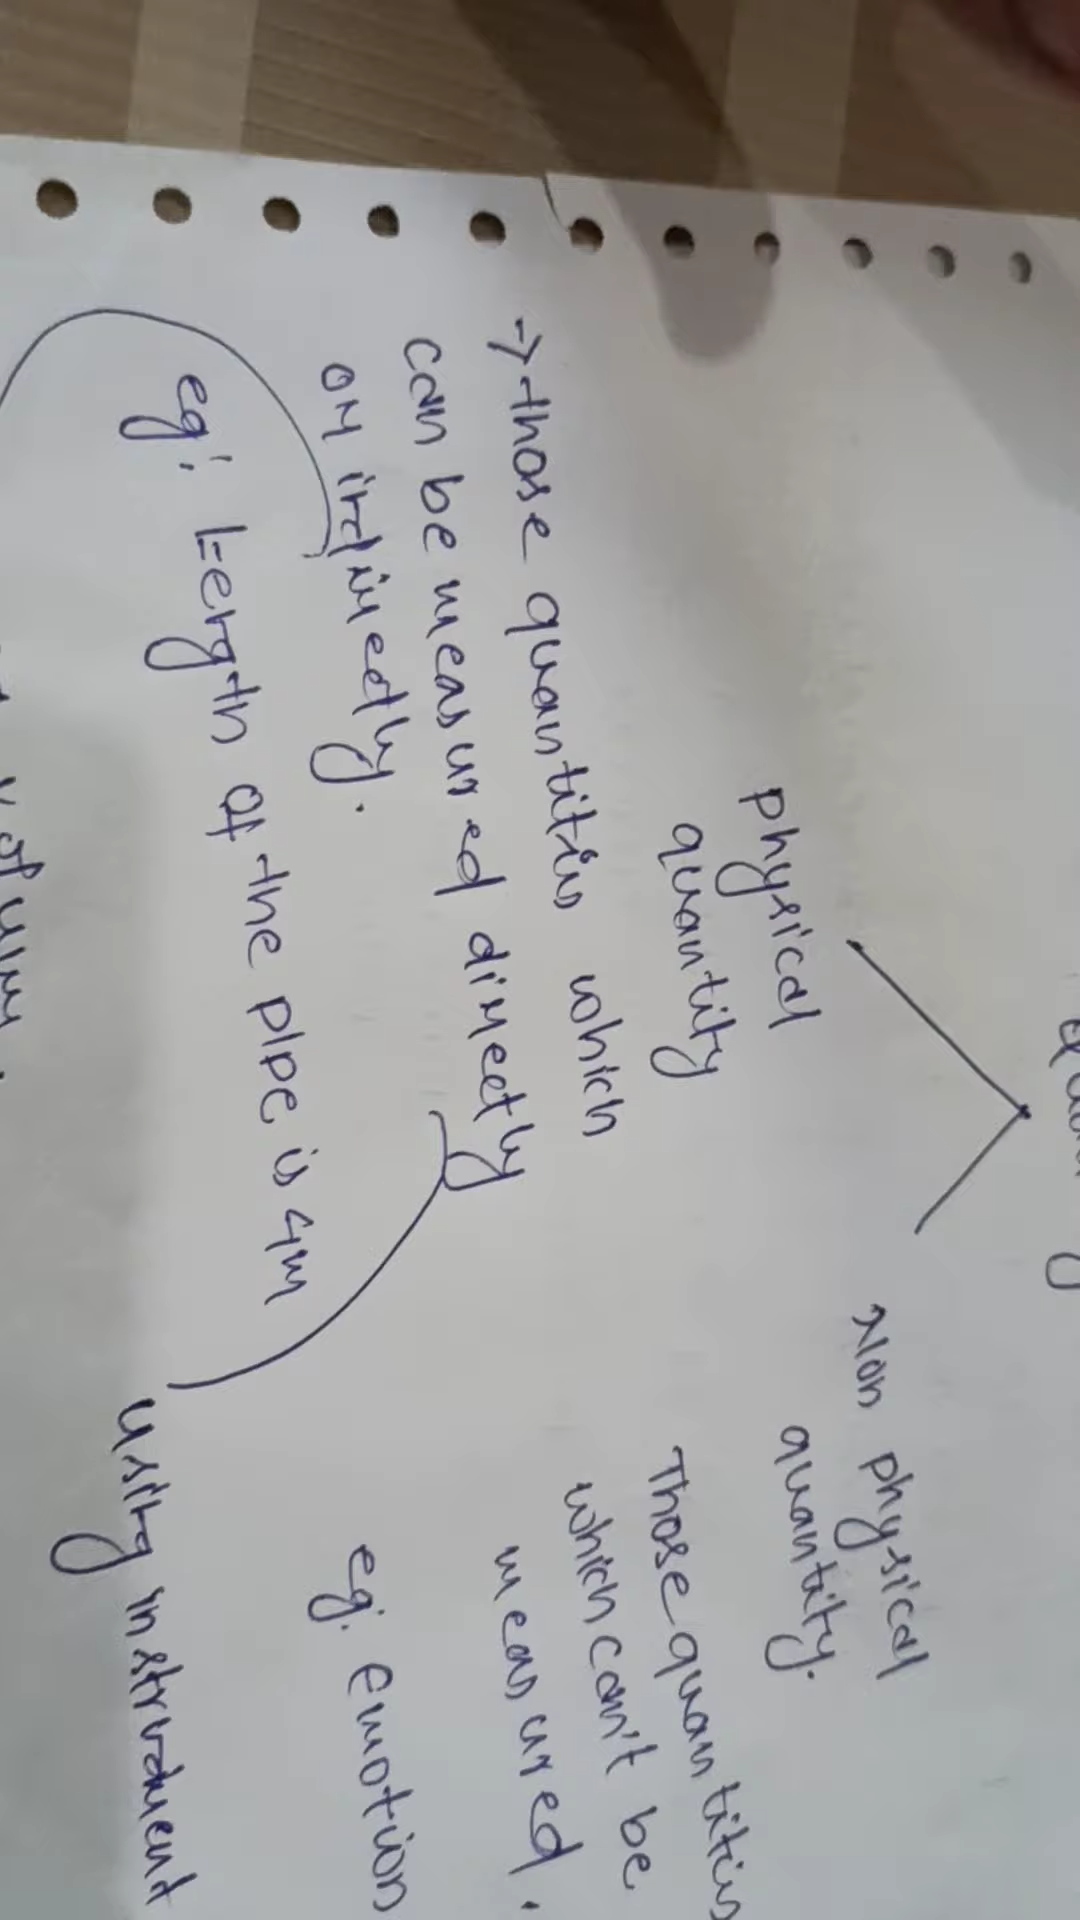 Physical
quantity
→ those quantities which
can be measured directly
or indirectly.
eg: Length of the pipe is 4m
using instrument
Non physical
quantity.
Those quantities
which can't be
measured.
eg. Emotion